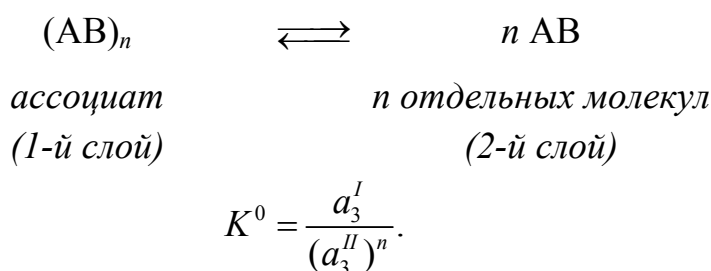 (AB)ₙ ⇄ n AB
ассоциат n отдельных молекул
(1-й слой) (2-й слой)
K⁰ = a₃ᴵ / (a₃ᴵᴵ)ⁿ.